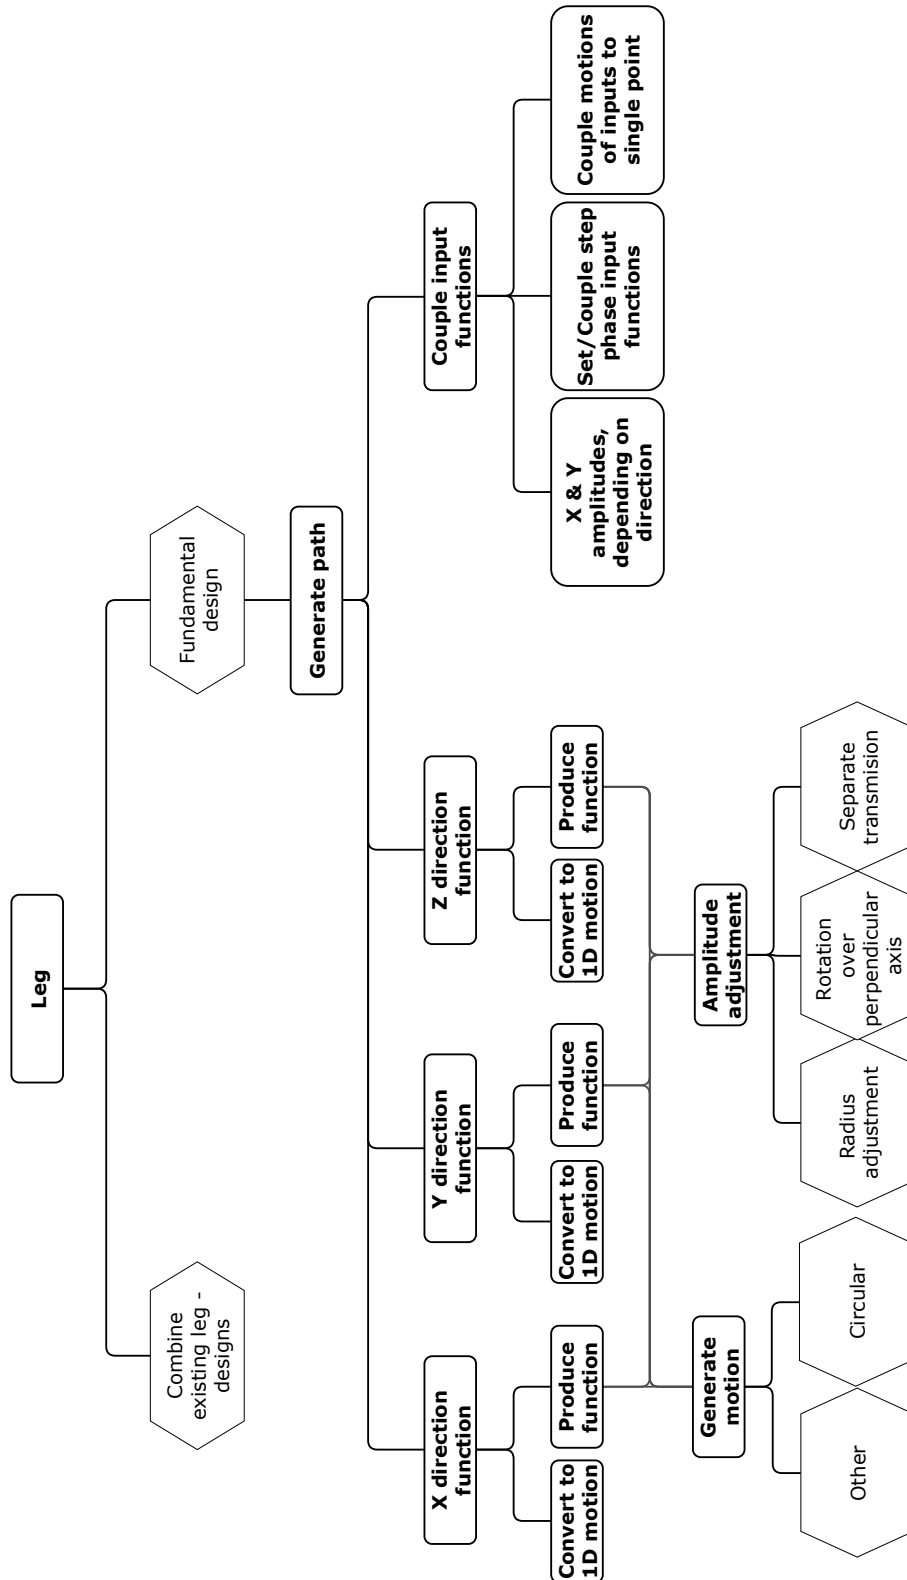 Leg
Combine
existing leg -
designs
Fundamental
design
Generate path
X direction
function
Y direction
function
Z direction
function
Couple input
functions
Convert to
1D motion
Produce
function
Convert to
1D motion
Produce
function
Convert to
1D motion
Produce
function
X & Y
amplitudes,
depending on
direction
Set/Couple step
phase input
functions
Couple motions
of inputs to
single point
Generate
motion
Amplitude
adjustment
Other
Circular
Radius
adjustment
Rotation
over
perpendicular
axis
Separate
transmision